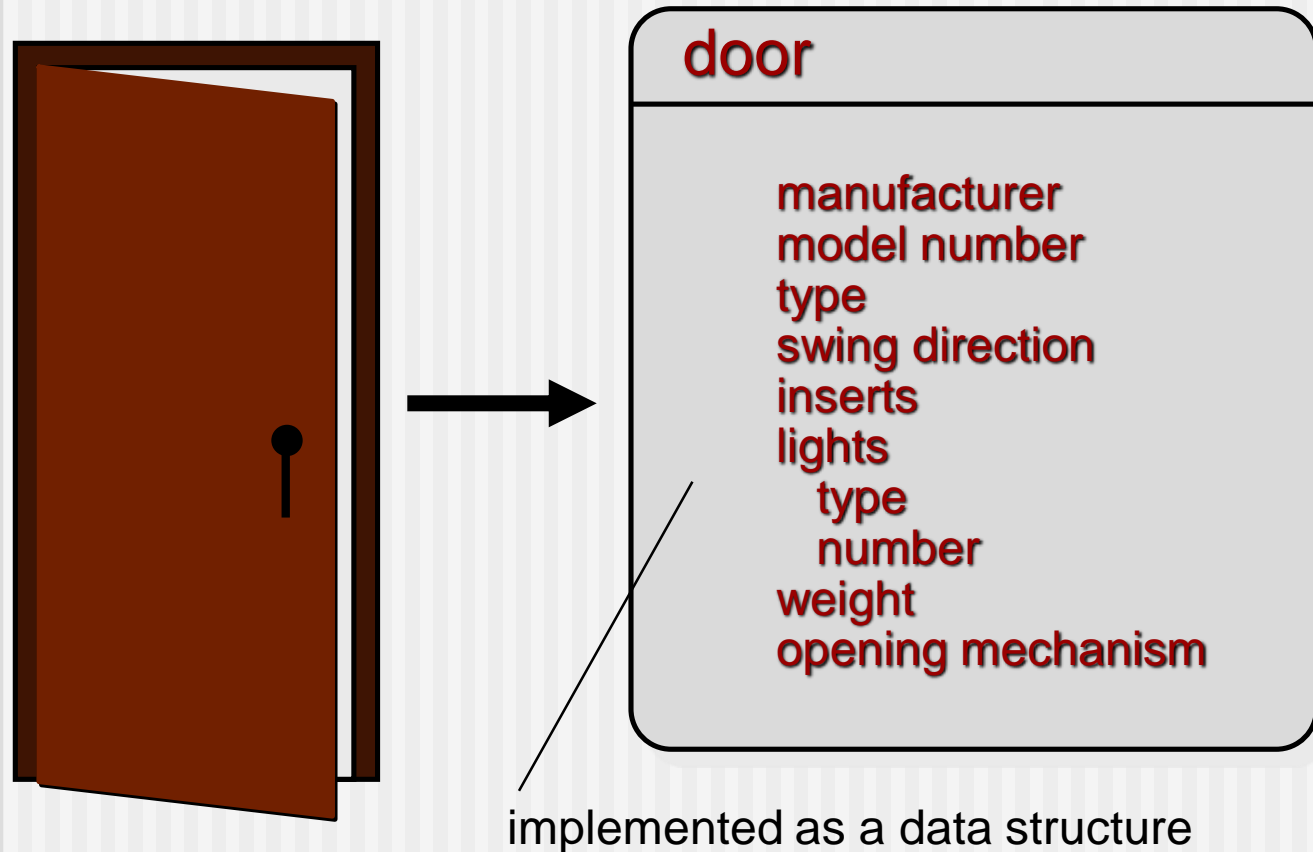 door
manufacturer
model number
type
swing direction
inserts
lights
type
number
weight
opening mechanism
implemented as a data structure